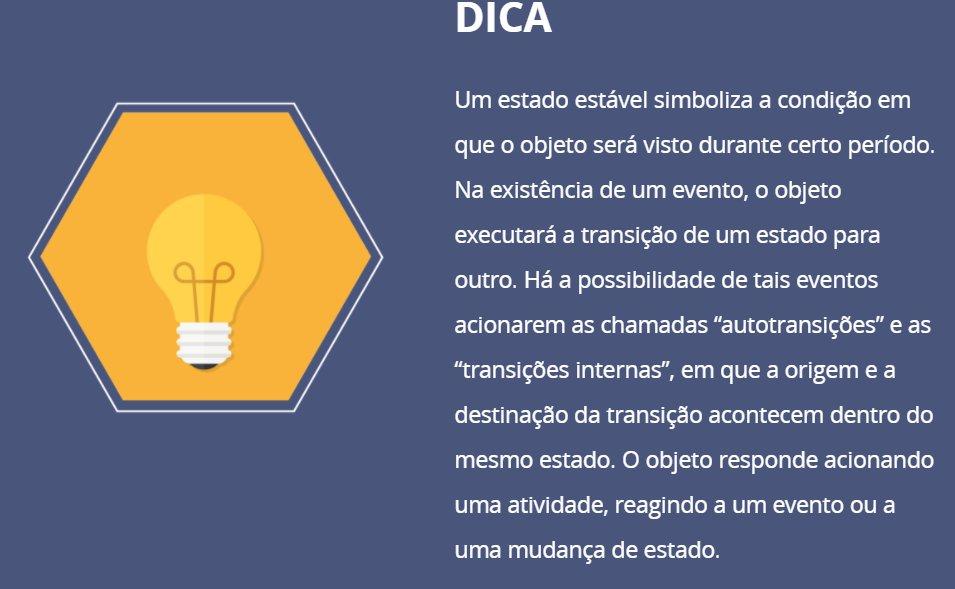 DICA
Um estado estável simboliza a condição em
que o objeto será visto durante certo período.
Na existência de um evento, o objeto
executará a transição de um estado para
outro. Há a possibilidade de tais eventos
acionarem as chamadas “autotransições” e as
“transições internas”, em que a origem e a
destinação da transição acontecem dentro do
mesmo estado. O objeto responde acionando
uma atividade, reagindo a um evento ou a
uma mudança de estado.